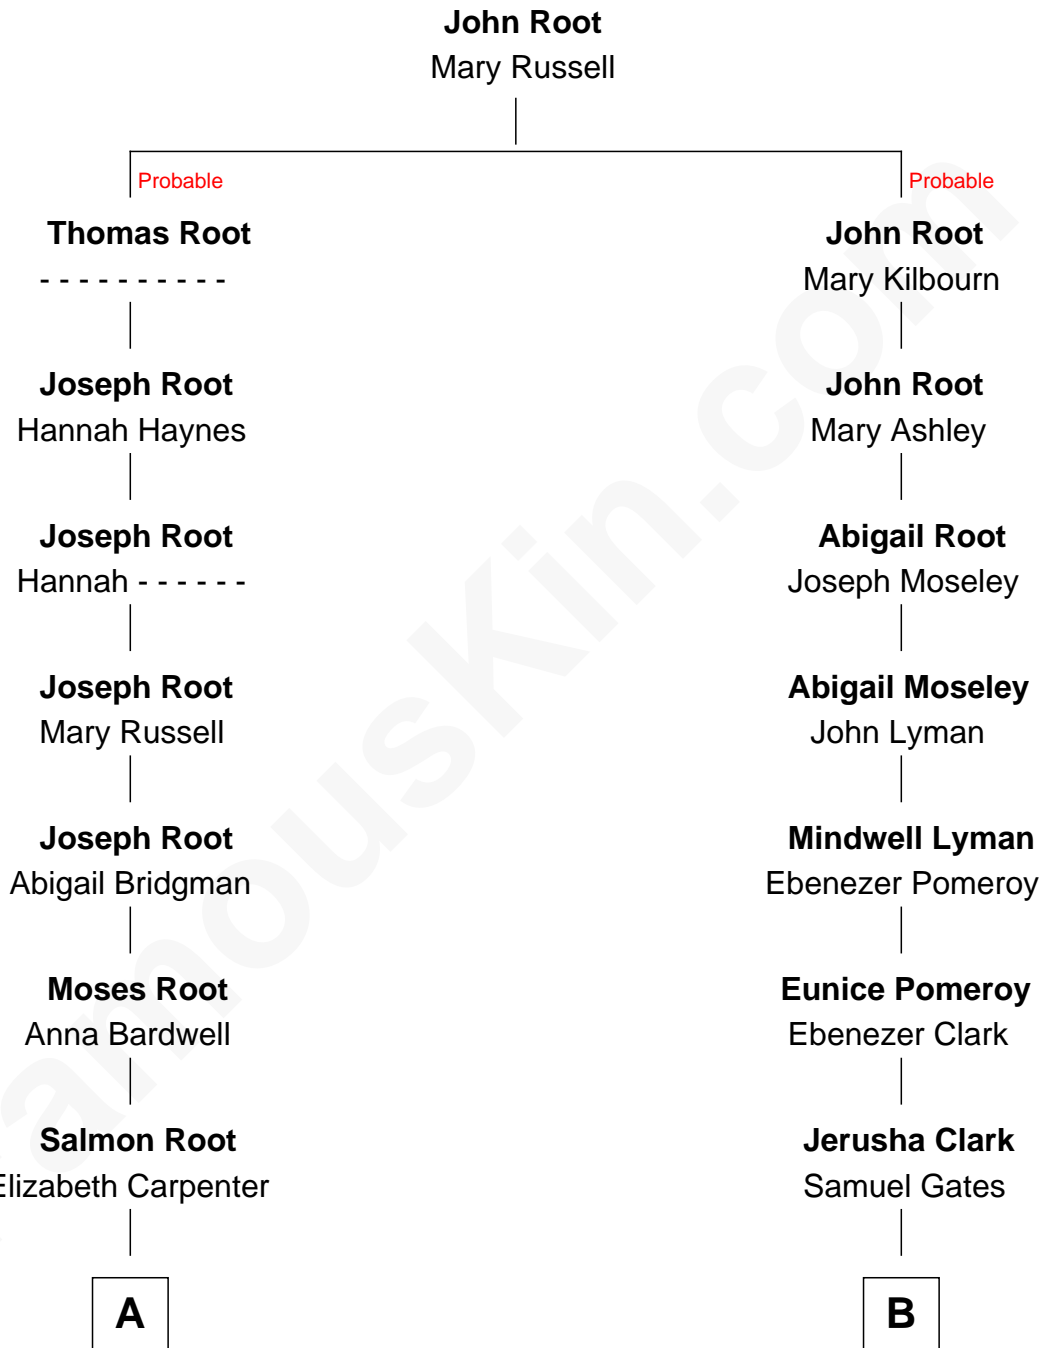 John Root
Mary Russell
Probable
Probable
Thomas Root
- - - - - - - - - -
John Root
Mary Kilbourn
Joseph Root
Hannah Haynes
John Root
Mary Ashley
Joseph Root
Hannah - - - - - -
Abigail Root
Joseph Moseley
Joseph Root
Mary Russell
Abigail Moseley
John Lyman
Joseph Root
Abigail Bridgman
Mindwell Lyman
Ebenezer Pomeroy
Moses Root
Anna Bardwell
Eunice Pomeroy
Ebenezer Clark
Salmon Root
Elizabeth Carpenter
Jerusha Clark
Samuel Gates
A
B
amouskin.com